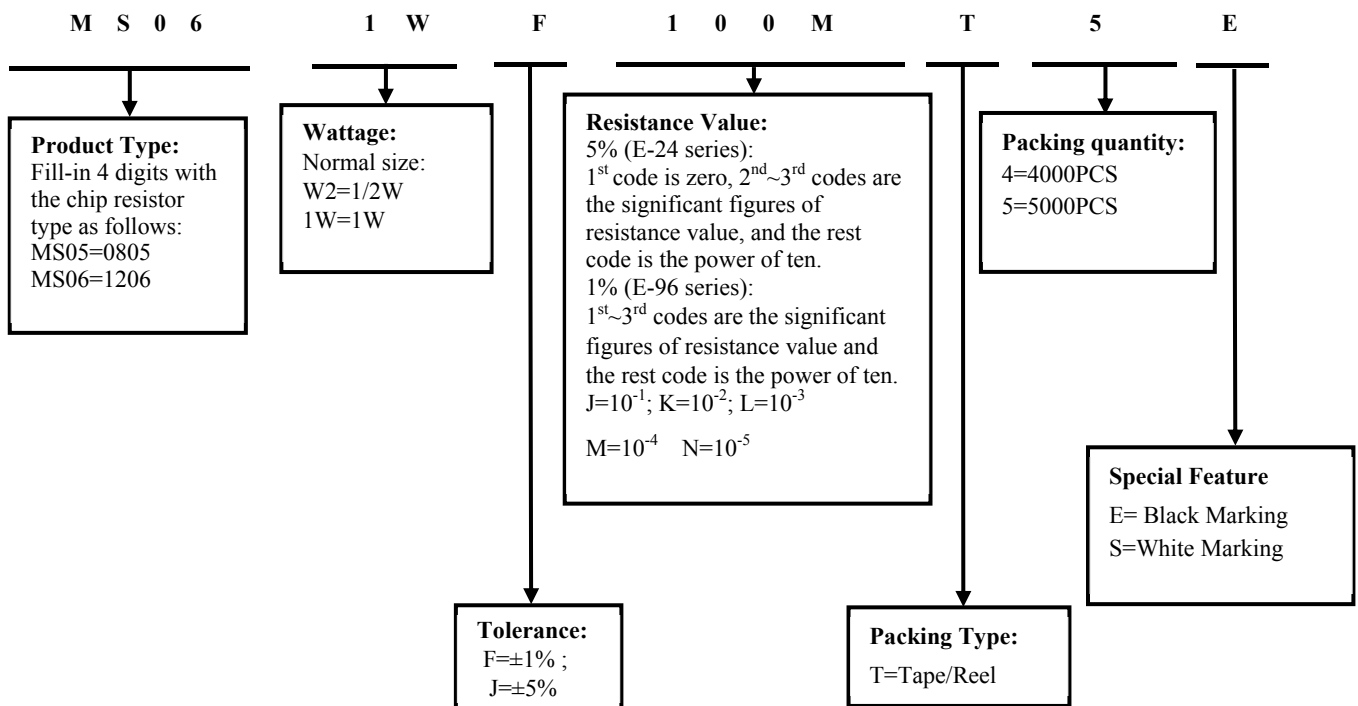 M S 0 6 1 W F 1 0 0 M T 5 E
Product Type:
Fill-in 4 digits with
the chip resistor
type as follows:
MS05=0805
MS06=1206
Wattage:
Normal size:
W2=1/2W
1W=1W
Resistance Value:
5% (E-24 series):
1st code is zero, 2nd~3rd codes are
the significant figures of
resistance value, and the rest
code is the power of ten.
1% (E-96 series):
1st~3rd codes are the significant
figures of resistance value and
the rest code is the power of ten.
J=10-1; K=10-2; L=10-3
M=10-4 N=10-5
Packing quantity:
4=4000PCS
5=5000PCS
Special Feature
E= Black Marking
S=White Marking
Tolerance:
F=±1% ;
J=±5%
Packing Type:
T=Tape/Reel